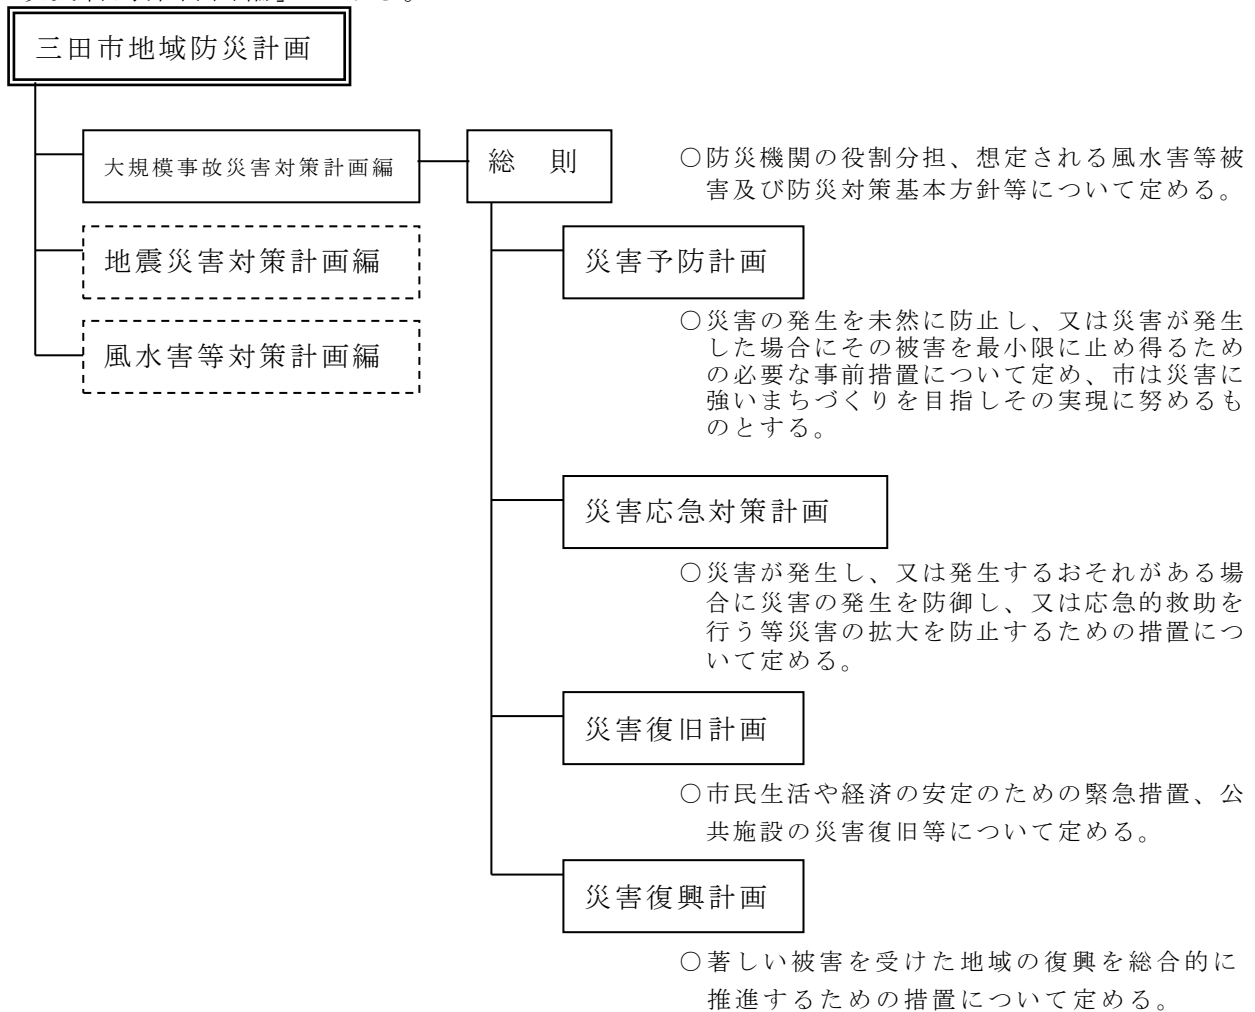 三田市地域防災計画
大規模事故災害対策計画編
総 則
○防災機関の役割分担、想定される風水害等被
害及び防災対策基本方針等について定める。
地震災害対策計画編
災害予防計画
○災害の発生を未然に防止し、又は災害が発生
した場合にその被害を最小限に止め得るため
の必要な事前措置について定め、市は災害に
強いまちづくりを目指しその実現に努めるも
のとする。
風水害等対策計画編
災害応急対策計画
○災害が発生し、又は発生するおそれがある場
合に災害の発生を防御し、又は応急的救助を
行う等災害の拡大を防止するための措置につ
いて定める。
災害復旧計画
○市民生活や経済の安定のための緊急措置、公
共施設の災害復旧等について定める。
災害復興計画
○著しい被害を受けた地域の復興を総合的に
推進するための措置について定める。